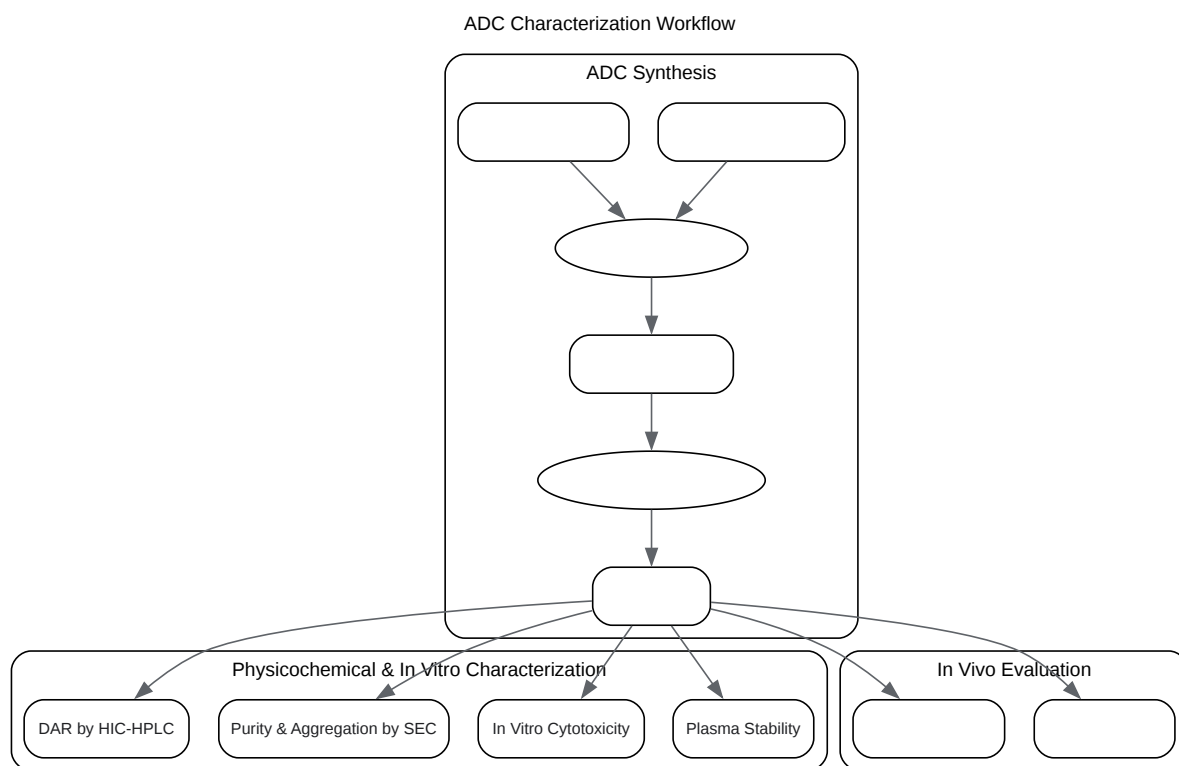 ADC Characterization Workflow
ADC Synthesis
Physicochemical & In Vitro Characterization
In Vivo Evaluation
DAR by HIC-HPLC
Purity & Aggregation by SEC
In Vitro Cytotoxicity
Plasma Stability